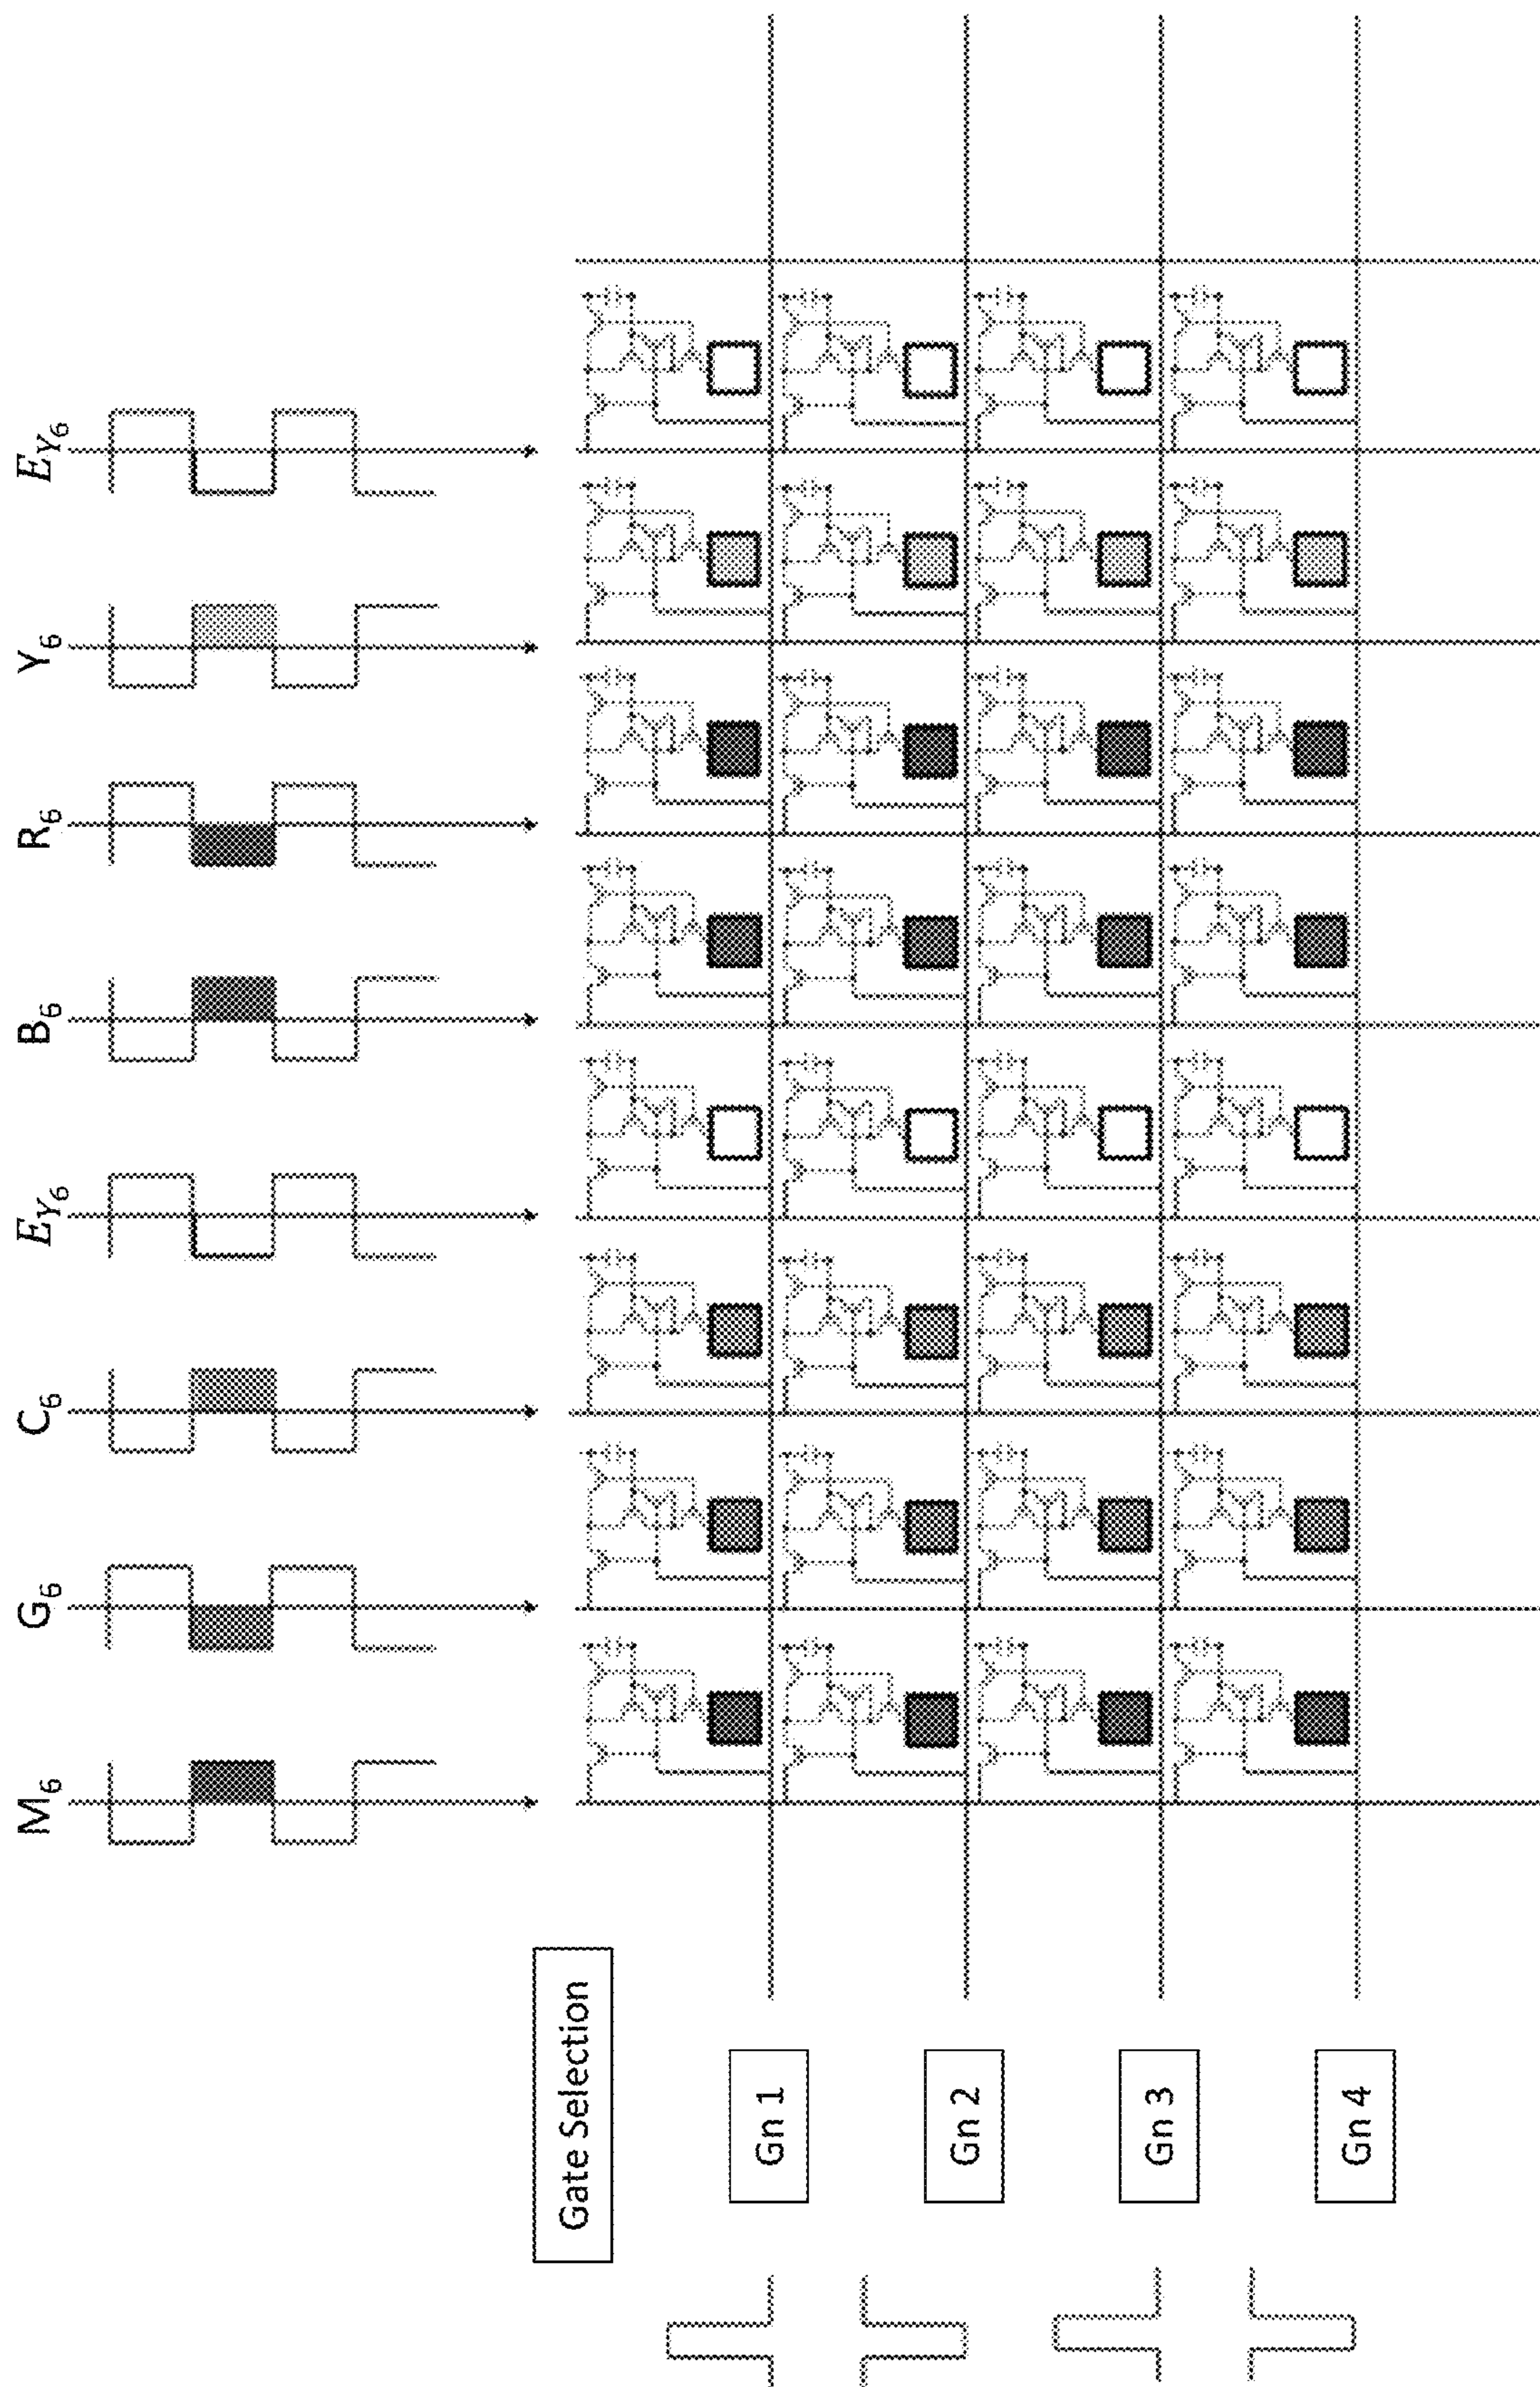 M6
G6
C6
EY6
B6
R6
Y6
EY6
Gate Selection
Gn 1
Gn 2
Gn 3
Gn 4